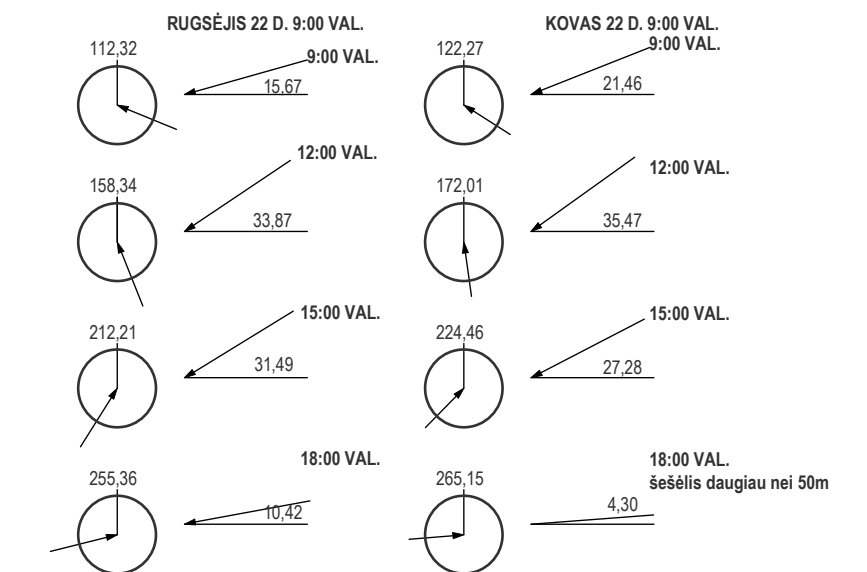 RUGSĖJIS 22 D. 9:00 VAL.
112,32
9:00 VAL.
15,67
12:00 VAL.
158,34
33,87
15:00 VAL.
212,21
31,49
18:00 VAL.
255,36
10,42
KOVAS 22 D. 9:00 VAL.
122,27
9:00 VAL.
21,46
12:00 VAL.
172,01
35,47
15:00 VAL.
224,46
27,28
18:00 VAL.
265,15
šešėlis daugiau nei 50m
4,30